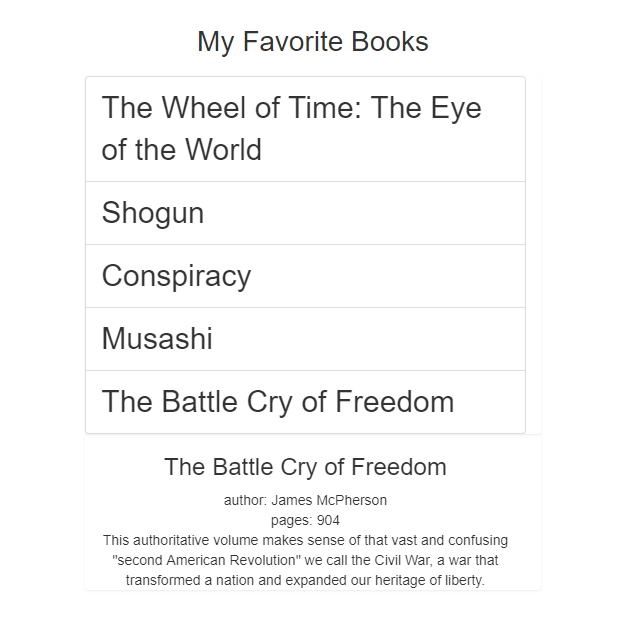 My Favorite Books
The Wheel of Time: The Eye
of the World
Shogun
Conspiracy
Musashi
The Battle Cry of Freedom
The Battle Cry of Freedom
author: James McPherson
pages: 904
This authoritative volume makes sense of that vast and confusing
"second American Revolution" we call the Civil War, a war that
transformed a nation and expanded our heritage of liberty.